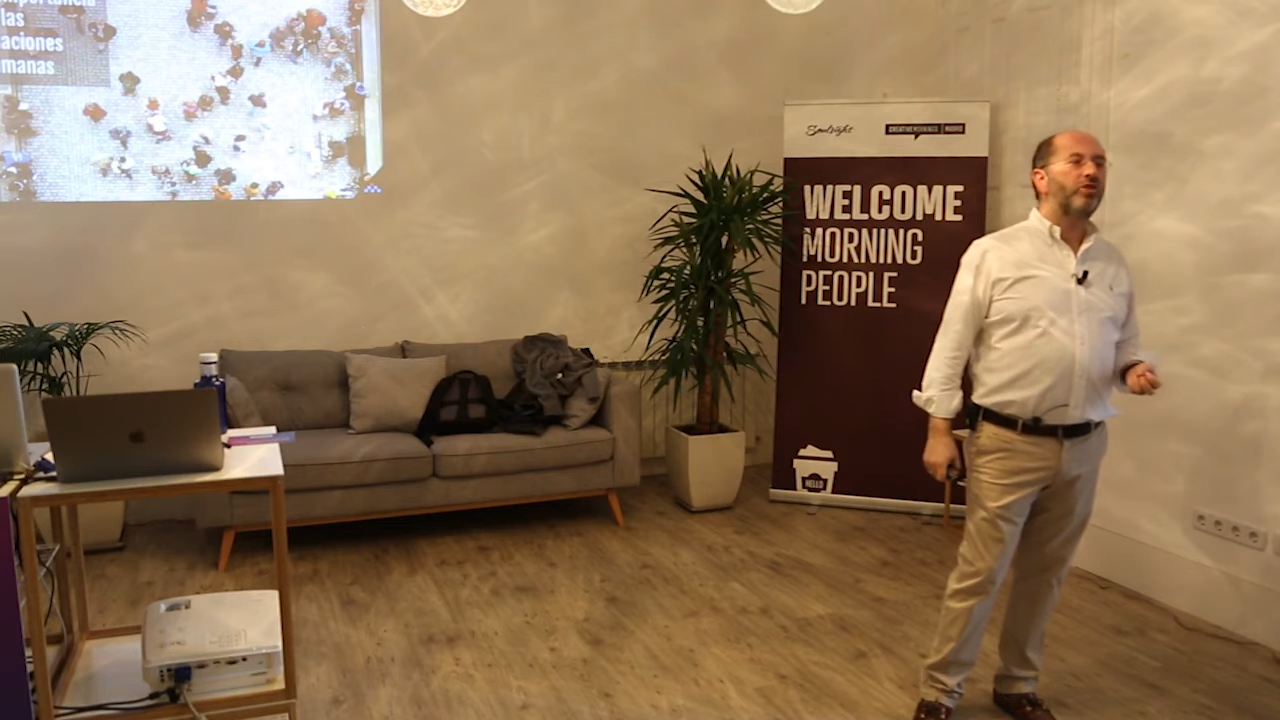 las
aciones
manas
Soulsight
CREATIVEMORNINGS MADRID
WELCOME
MORNING
PEOPLE
HELLO